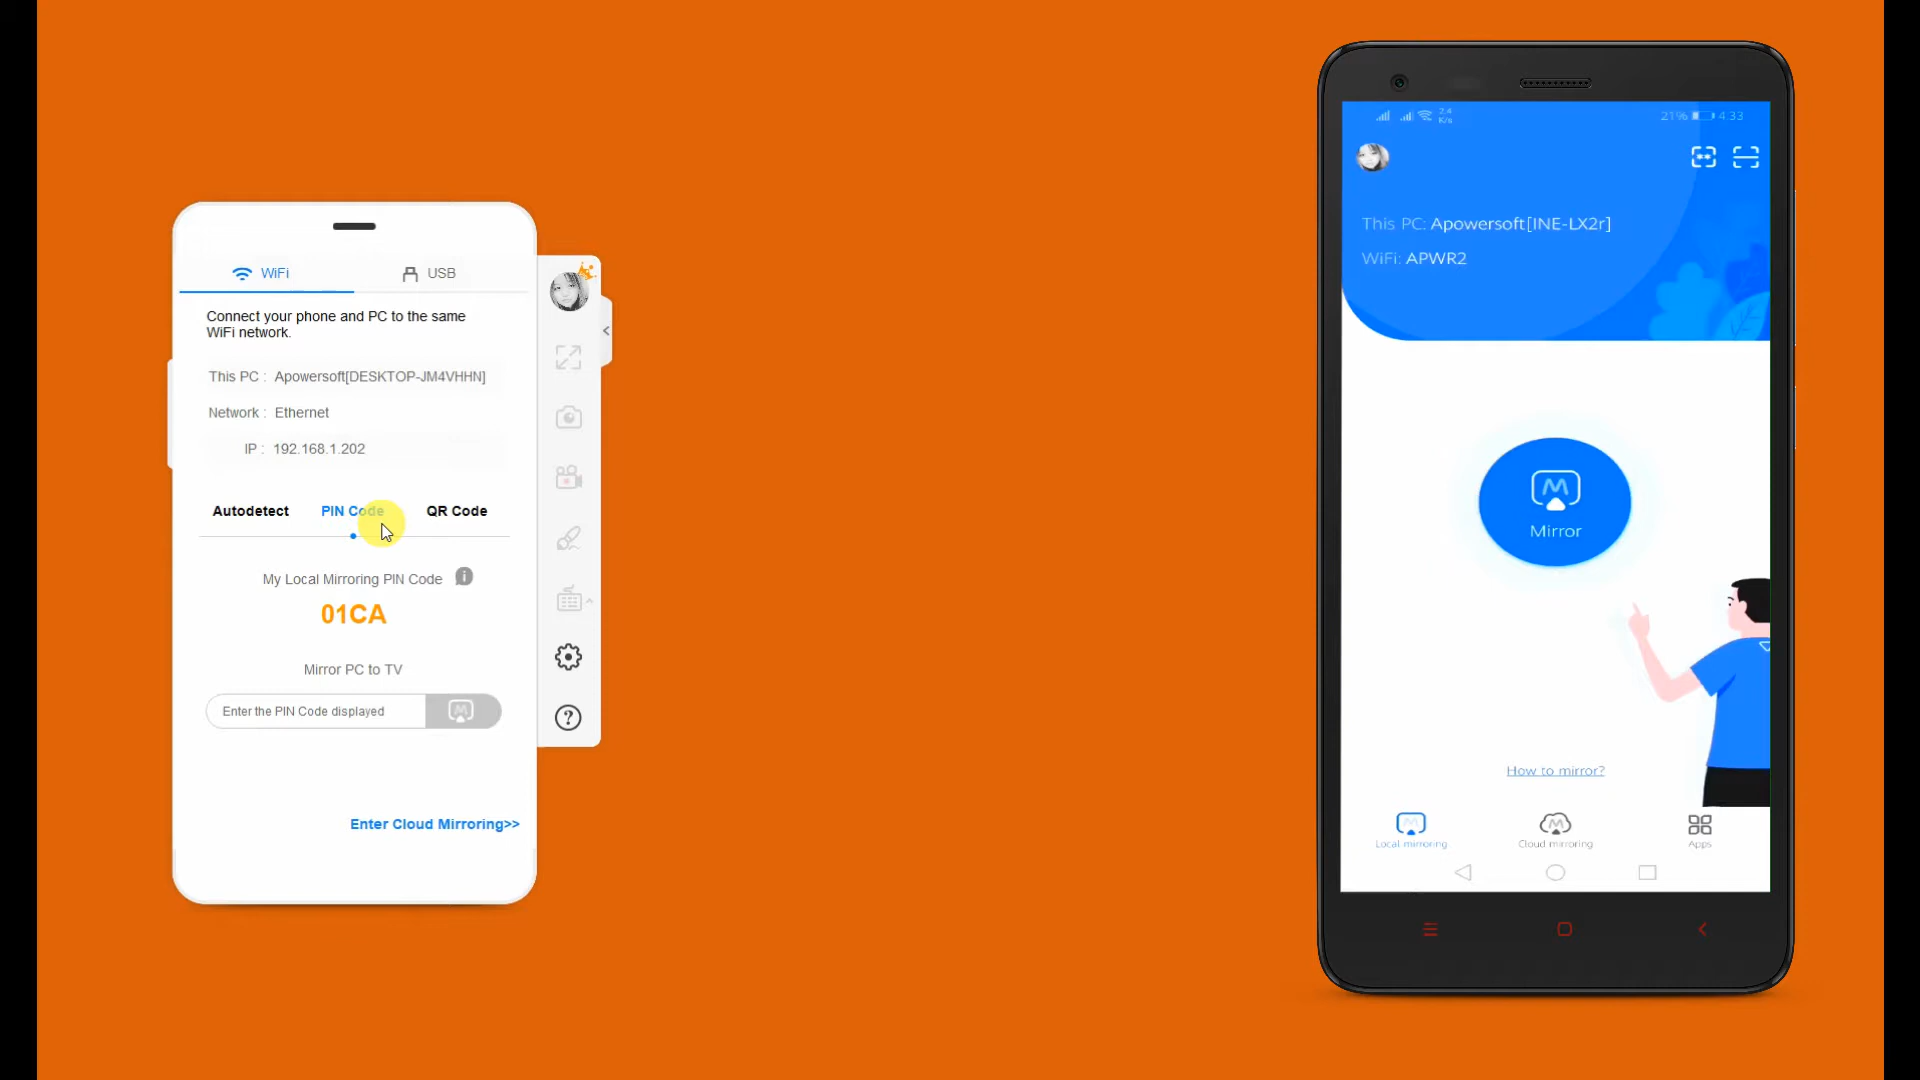 WiFi
USB
Connect your phone and PC to the same
WiFi network.
This PC : Apowersoft[DESKTOP-JM4VHHN]
Network : Ethernet
IP : 192.168.1.202
Autodetect
PIN Code
QR Code
My Local Mirroring PIN Code
01CA
Mirror PC to TV
Enter the PIN Code displayed
Enter Cloud Mirroring>>
7.4
K/s
21%
4:33
This PC: Apowersoft[INE-LX2r]
WiFi: APWR2
Mirror
How to mirror?
Local mirroring
Cloud mirroring
Apps